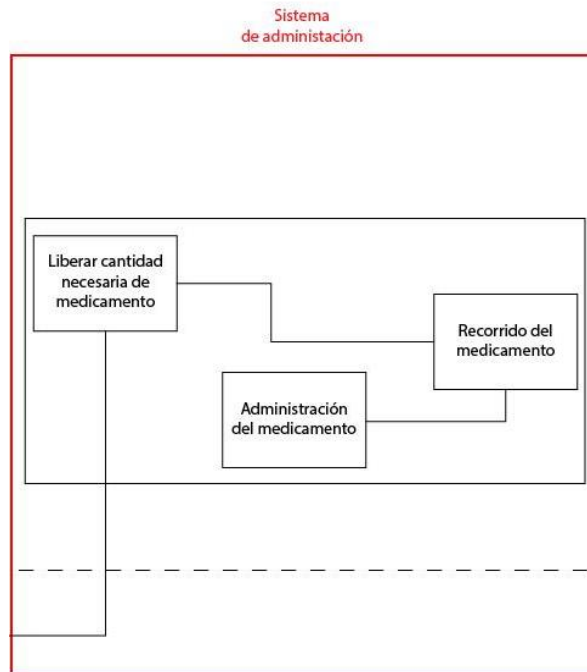 Sistema
de administación
Liberar cantidad
necesaria de
medicamento
Recorrido del
medicamento
Administración
del medicamento